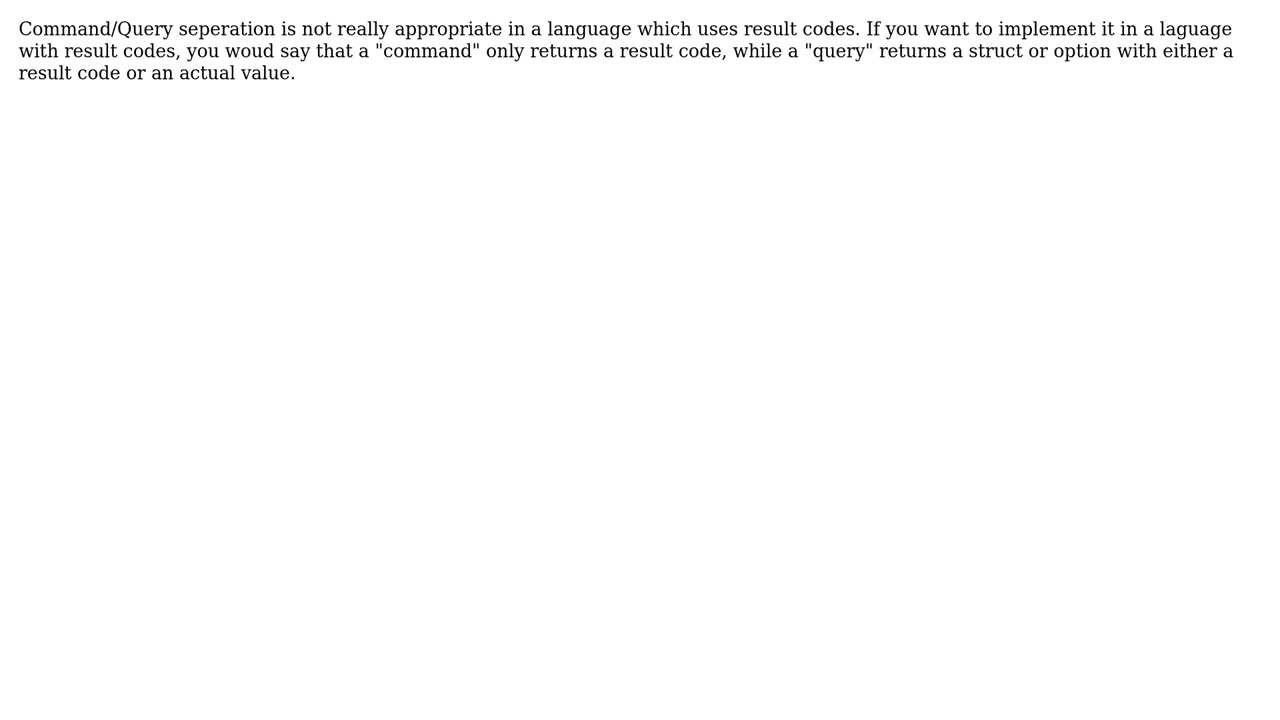 Command/Query seperation is not really appropriate in a language which uses result codes. If you want to implement it in a laguage
with result codes, you woud say that a "command" only returns a result code, while a "query" returns a struct or option with either a
result code or an actual value.